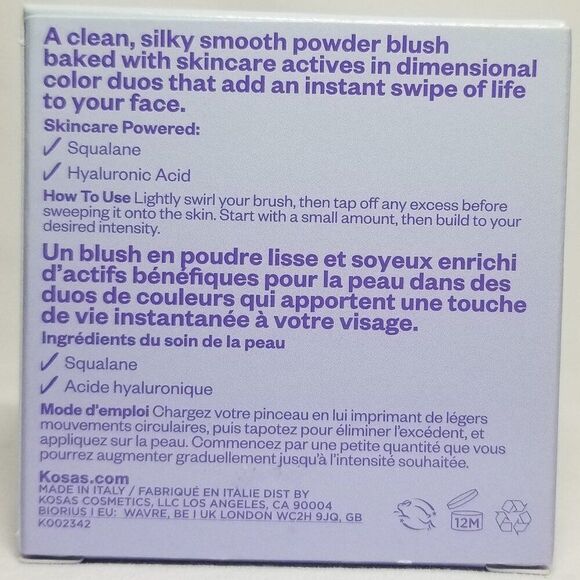 A clean, silky smooth powder blush
baked with skincare actives in dimensional
color duos that add an instant swipe of life
to your face.
Skincare Powered:
✓ Squalane
✓ Hyaluronic Acid
How To Use Lightly swirl your brush, then tap off any excess before
sweeping it onto the skin. Start with a small amount, then build to your
desired intensity.
Un blush en poudre lisse et soyeux enrichi
d'actifs bénéfiques pour la peau dans des
duos de couleurs qui apportent une touche
de vie instantanée à votre visage.
Ingrédients du soin de la peau
✓ Squalane
✓ Acide hyaluronique
Mode d'emploi Chargez votre pinceau en lui imprimant de légers
mouvements circulaires, puis tapotez pour éliminer l'excédent, et
appliquez sur la peau. Commencez par une petite quantité que vous
pourrez augmenter graduellement jusqu'à l'intensité souhaitée.
Kosas.com
MADE IN ITALY / FABRIQUÉ EN ITALIE DIST BY
KOSAS COSMETICS, LLC LOS ANGELES, CA 90004
BIORIUS | EU: WAVRE, BE | UK LONDON WC2H 9JQ, GB
K002342
12M